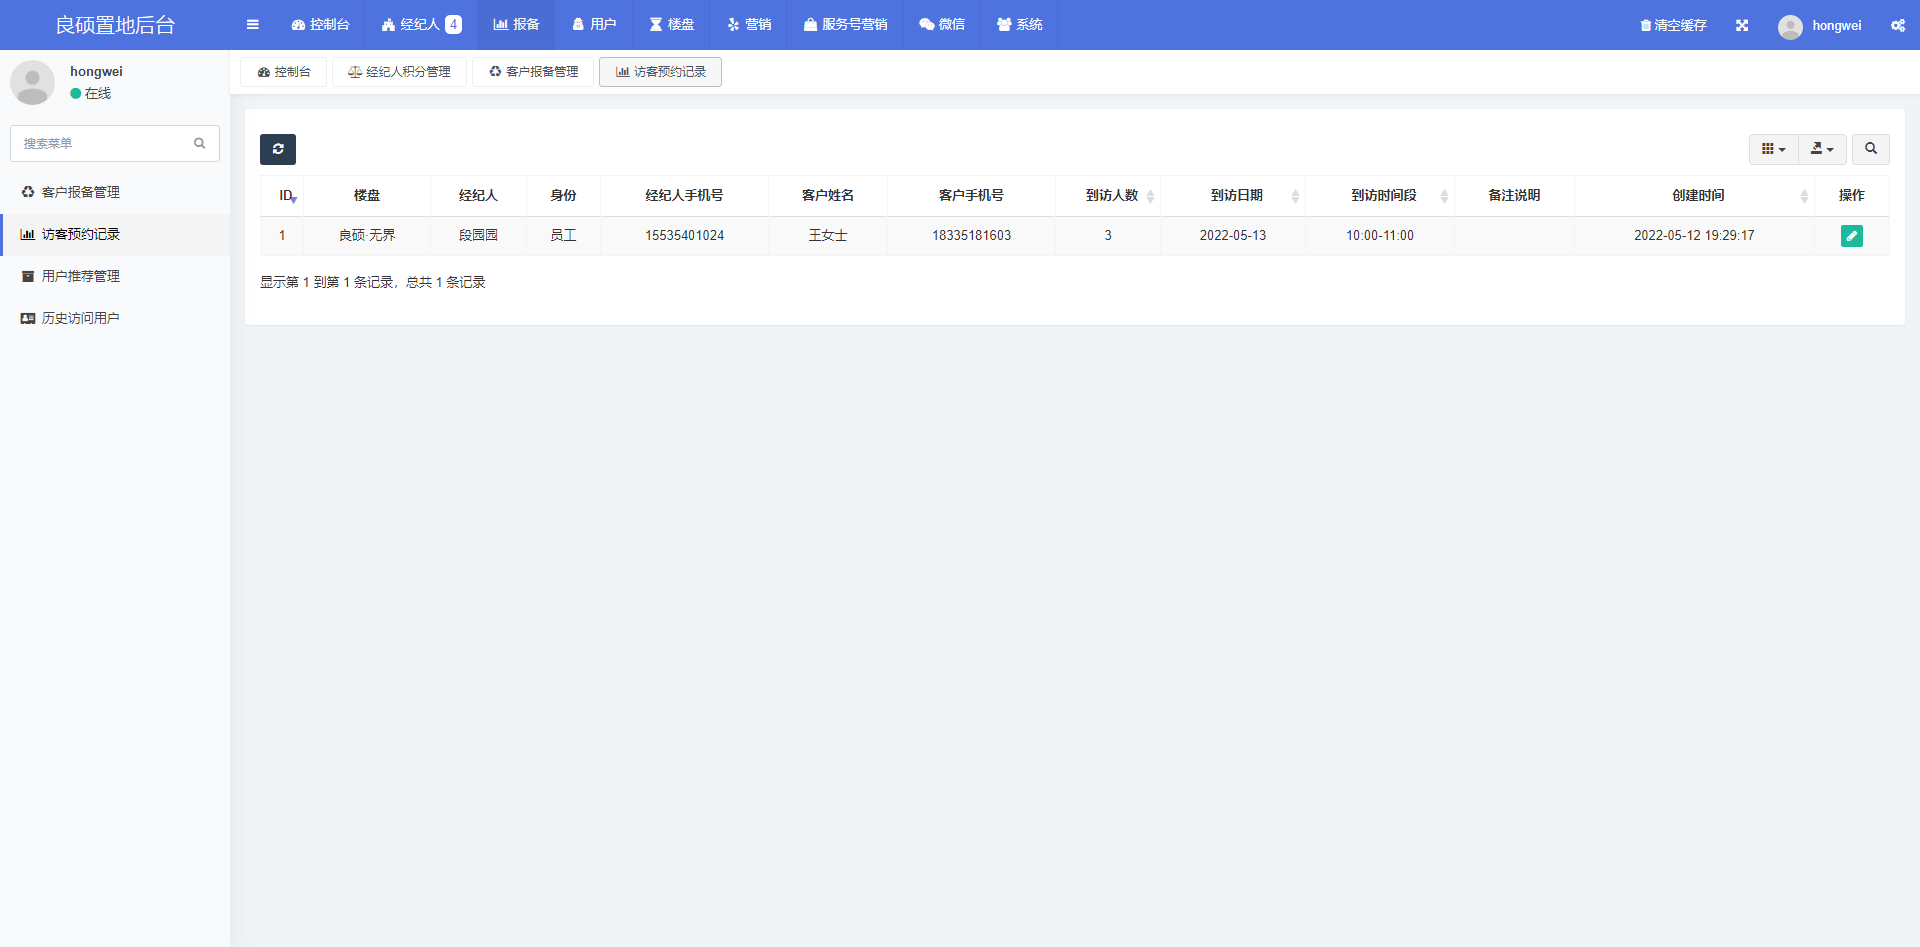 良硕置地后台
控制台
经纪人 4
报备
用户
楼盘
营销
服务号营销
微信
系统
清空缓存
hongwei
hongwei
在线
搜索菜单
客户报备管理
访客预约记录
用户推荐管理
历史访问用户
控制台
经纪人积分管理
客户报备管理
访客预约记录
ID 楼盘 经纪人 身份 经纪人手机号 客户姓名 客户手机号 到访人数 到访日期 到访时间段 备注说明 创建时间 操作
1 良硕·无界 段园园 员工 15535401024 王女士 18335181603 3 2022-05-13 10:00-11:00 2022-05-12 19:29:17
显示第 1 到第 1 条记录，总共 1 条记录